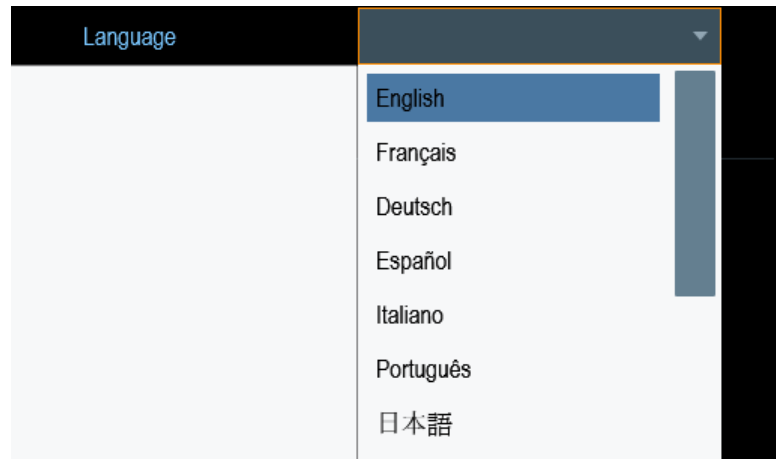 Language
English
Français
Deutsch
Español
Italiano
Português
日本語